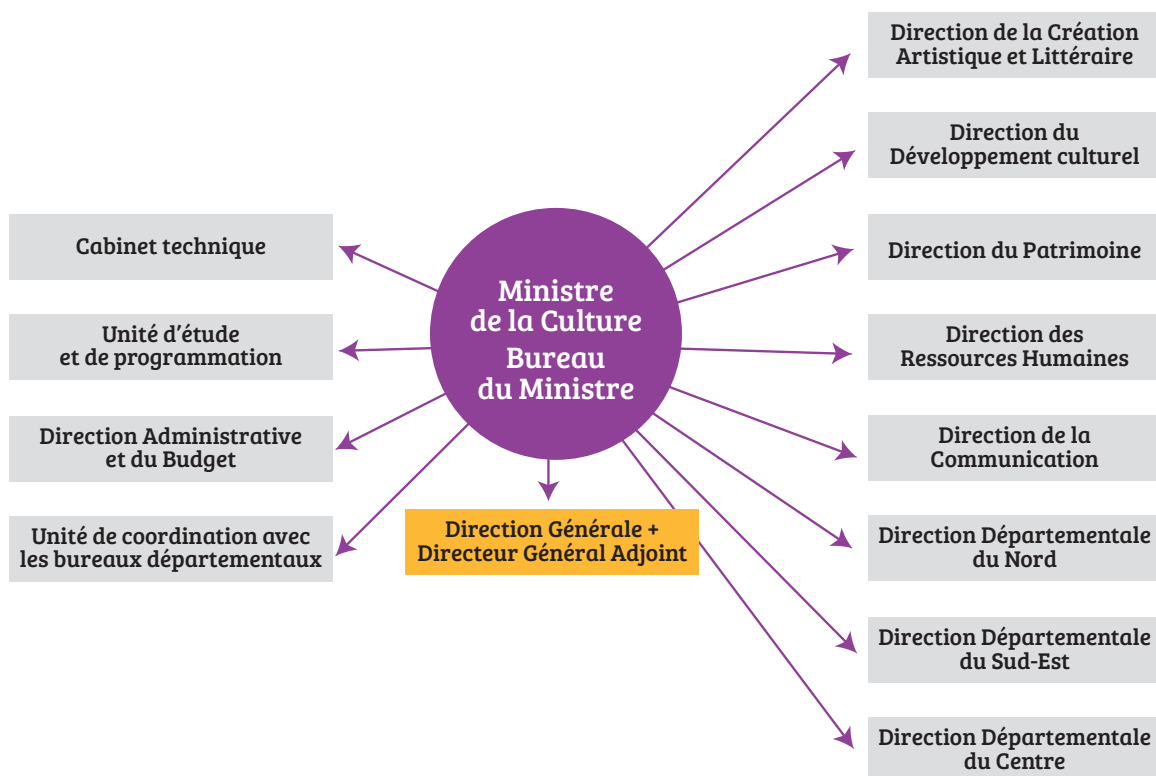 Direction de la Création
Artistique et Littéraire
Direction du
Développement culturel
Cabinet technique
Direction du Patrimoine
Ministre
de la Culture
Bureau
du Ministre
Unité d’étude
et de programmation
Direction des
Ressources Humaines
Direction Administrative
et du Budget
Direction de la
Communication
Unité de coordination avec
les bureaux départementaux
Direction Générale +
Directeur Général Adjoint
Direction Départementale
du Nord
Direction Départementale
du Sud-Est
Direction Départementale
du Centre